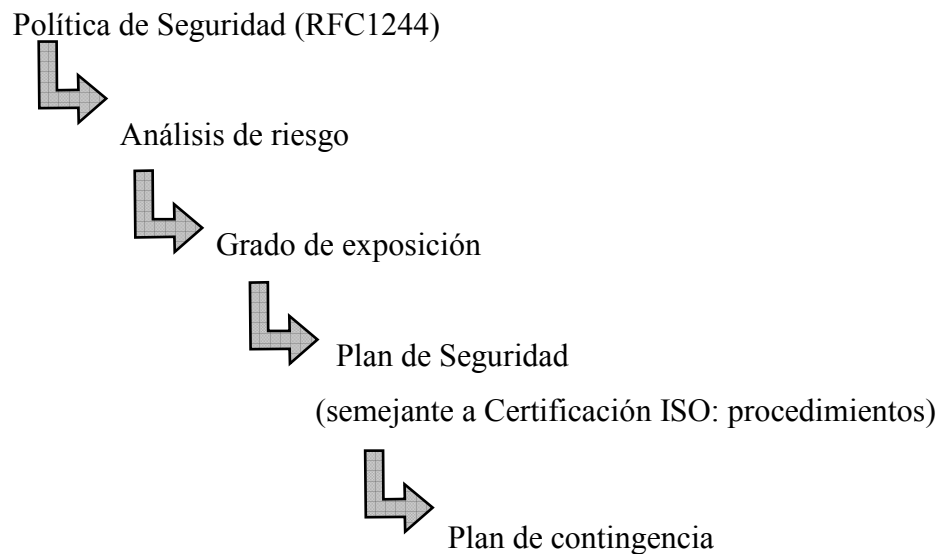 Política de Seguridad (RFC1244)
Análisis de riesgo
Grado de exposición
Plan de Seguridad
(semejante a Certificación ISO: procedimientos)
Plan de contingencia